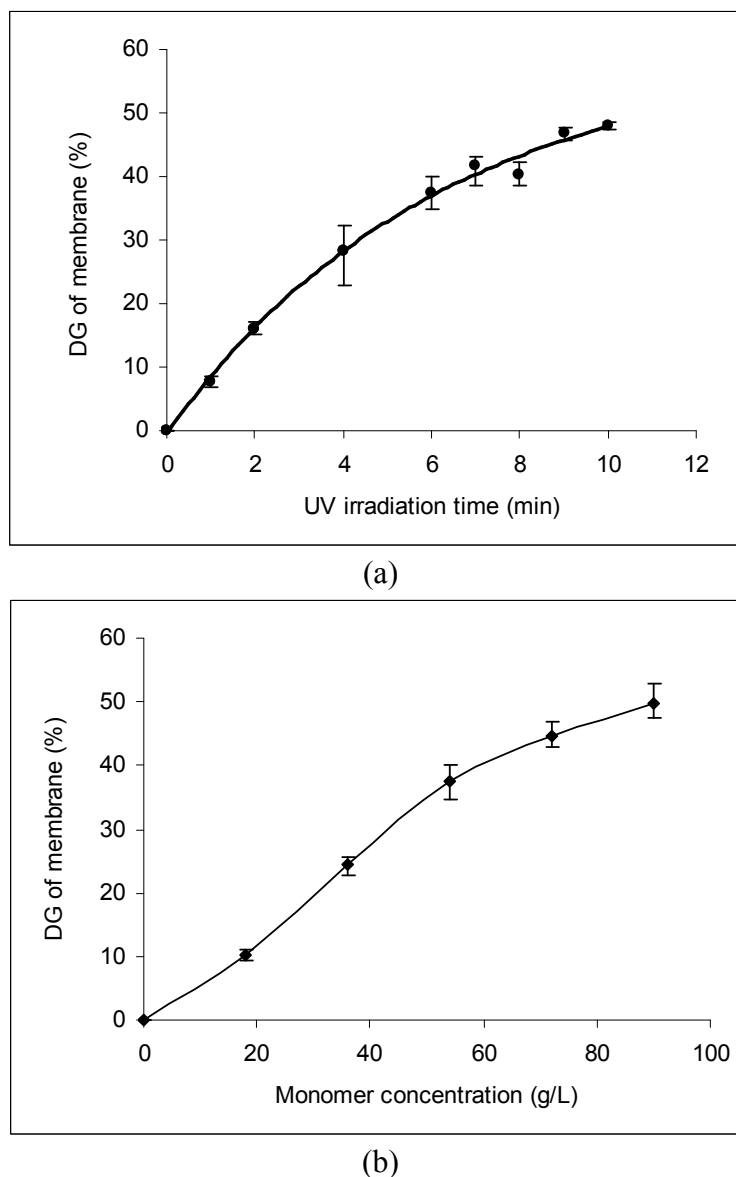 60
50
40
30
20
10
0
DG of membrane (%)
0 2 4 6 8 10 12
UV irradiation time (min)
(a)
60
50
40
30
20
10
0
DG of membrane (%)
0 20 40 60 80 100
Monomer concentration (g/L)
(b)